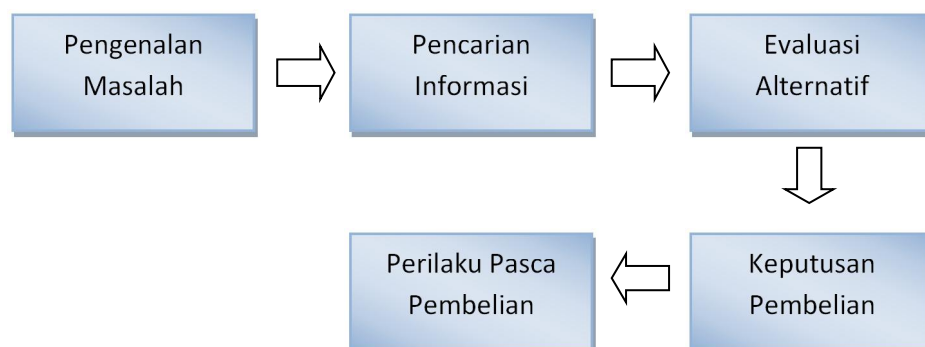 Pengenalan
Masalah
Pencarian
Informasi
Evaluasi
Alternatif
Keputusan
Pembelian
Perilaku Pasca
Pembelian